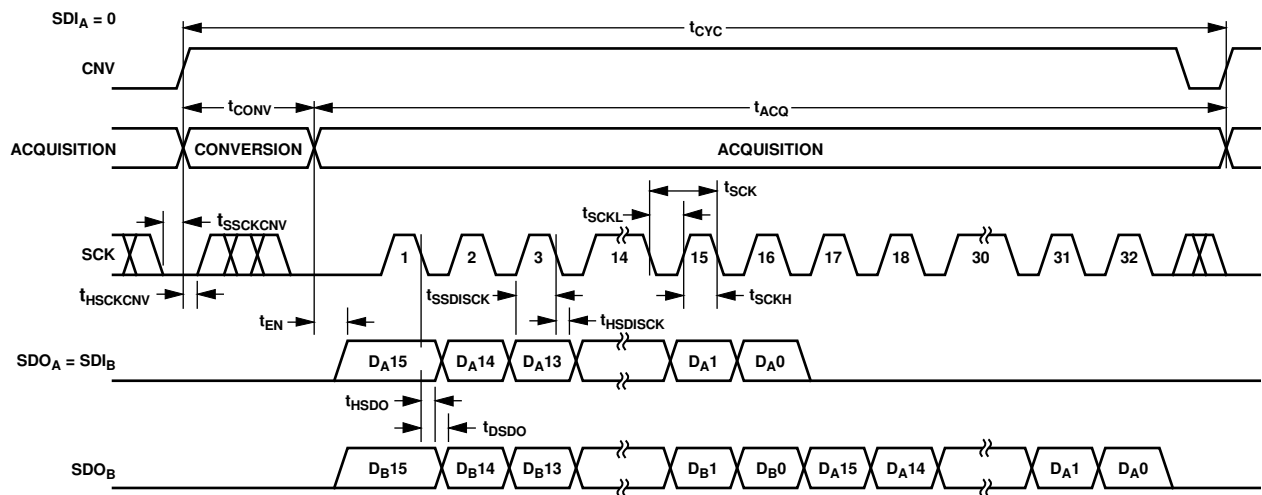 SDIA = 0
tCYC
CNV
tCONV
tACQ
ACQUISITION
CONVERSION
ACQUISITION
tSCK
tSSCKCNV
tSCKL
SCK
1
2
3
14
15
16
17
18
30
31
32
tHSCKCNV
tSSDISCK
tSCKH
tEN
tHSDISCK
SDOA = SDIB
DA15
DA14
DA13
DA1
DA0
tHSDO
tDSDO
SDOB
DB15
DB14
DB13
DB1
DB0
DA15
DA14
DA1
DA0